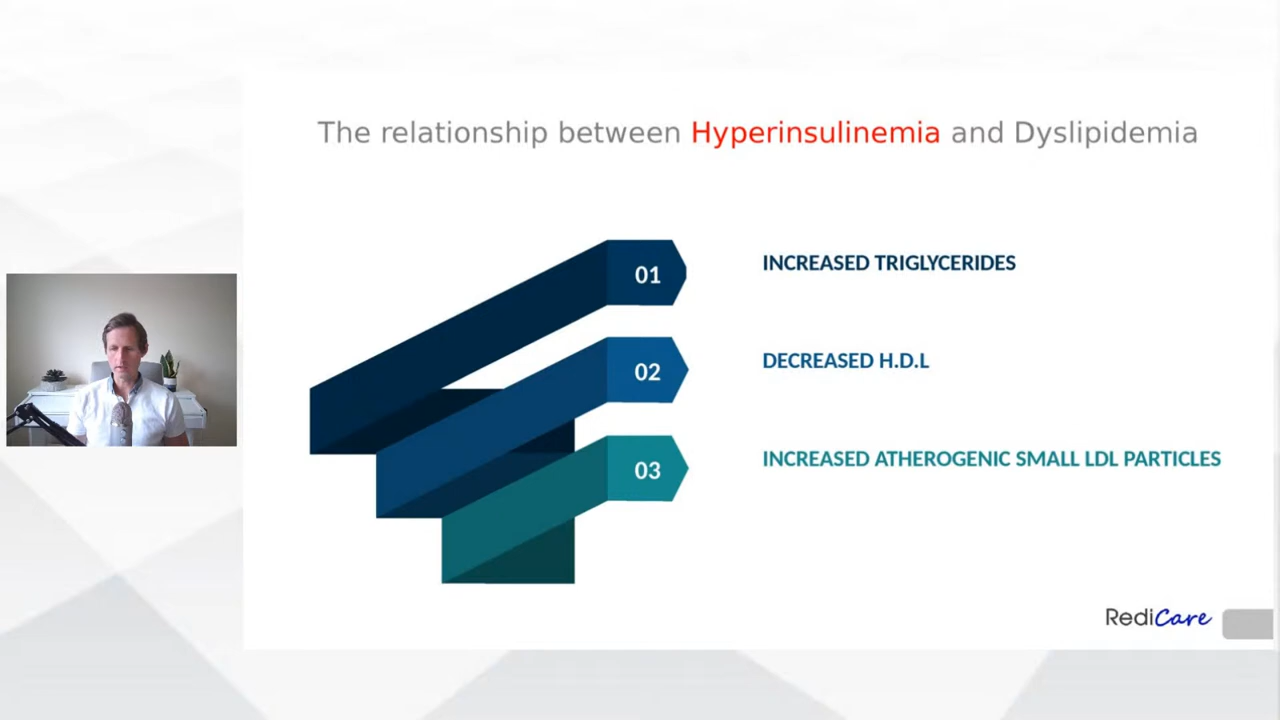 The relationship between Hyperinsulinemia and Dyslipidemia
01
INCREASED TRIGLYCERIDES
02
DECREASED H.D.L
03
INCREASED ATHEROGENIC SMALL LDL PARTICLES
RediCare